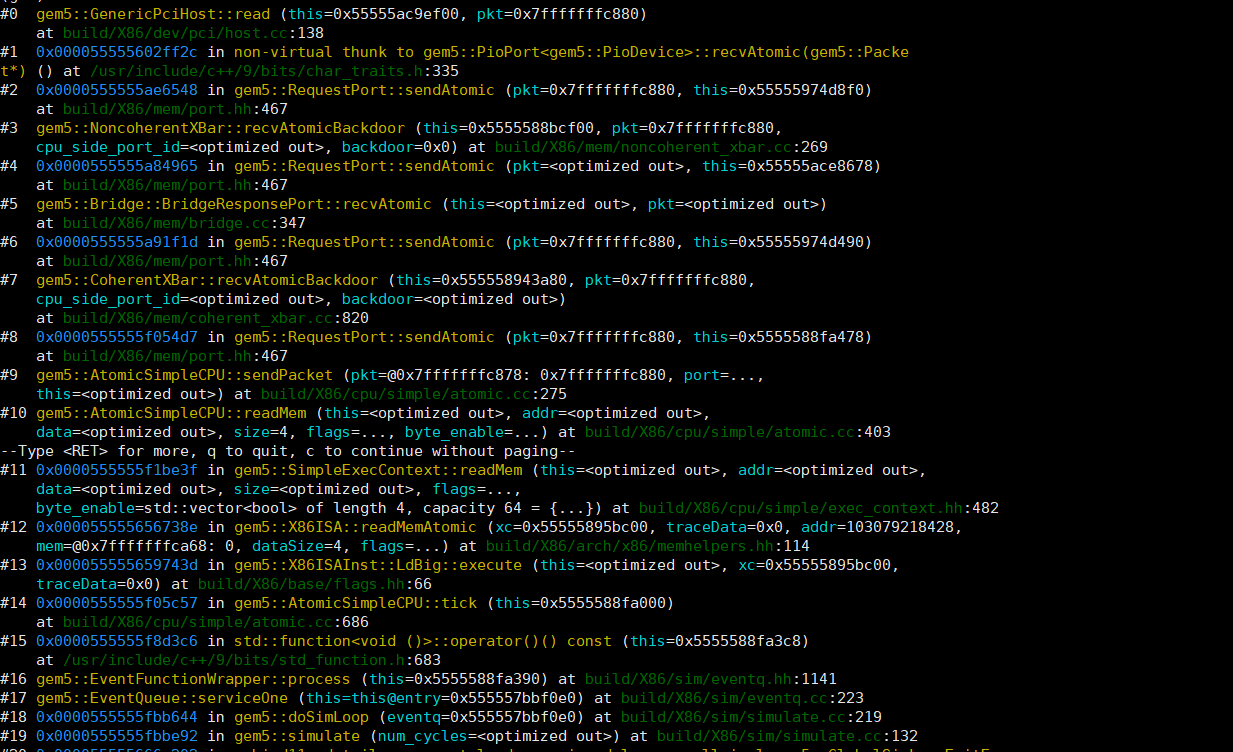 #0  gem5::GenericPciHost::read (this=0x55555ac9ef00, pkt=0x7fffffffc880)
    at build/X86/dev/pci/host.cc:138
#1  0x000055555602ff2c in non-virtual thunk to gem5::PioPort<gem5::PioDevice>::recvAtomic(gem5::Packe
t*) () at /usr/include/c++/9/bits/char_traits.h:335
#2  0x0000555555ae6548 in gem5::RequestPort::sendAtomic (pkt=0x7fffffffc880, this=0x55555974d8f0)
    at build/X86/mem/port.hh:467
#3  gem5::NoncoherentXBar::recvAtomicBackdoor (this=0x5555588bcf00, pkt=0x7fffffffc880,
    cpu_side_port_id=<optimized out>, backdoor=0x0) at build/X86/mem/noncoherent_xbar.cc:269
#4  0x0000555555a84965 in gem5::RequestPort::sendAtomic (pkt=<optimized out>, this=0x55555ace8678)
    at build/X86/mem/port.hh:467
#5  gem5::Bridge::BridgeResponsePort::recvAtomic (this=<optimized out>, pkt=<optimized out>)
    at build/X86/mem/bridge.cc:347
#6  0x0000555555a91f1d in gem5::RequestPort::sendAtomic (pkt=0x7fffffffc880, this=0x55555974d490)
    at build/X86/mem/port.hh:467
#7  gem5::CoherentXBar::recvAtomicBackdoor (this=0x555558943a80, pkt=0x7fffffffc880,
    cpu_side_port_id=<optimized out>, backdoor=<optimized out>)
    at build/X86/mem/coherent_xbar.cc:820
#8  0x0000555555f054d7 in gem5::RequestPort::sendAtomic (pkt=0x7fffffffc880, this=0x5555588fa478)
    at build/X86/mem/port.hh:467
#9  gem5::AtomicSimpleCPU::sendPacket (pkt=@0x7fffffffc878: 0x7fffffffc880, port=...,
    this=<optimized out>) at build/X86/cpu/simple/atomic.cc:275
#10 gem5::AtomicSimpleCPU::readMem (this=<optimized out>, addr=<optimized out>,
    data=<optimized out>, size=4, flags=..., byte_enable=...) at build/X86/cpu/simple/atomic.cc:403
--Type <RET> for more, q to quit, c to continue without paging--
#11 0x0000555555f1be3f in gem5::SimpleExecContext::readMem (this=<optimized out>, addr=<optimized out>,
    data=<optimized out>, size=<optimized out>, flags=...,
    byte_enable=std::vector<bool> of length 4, capacity 64 = {...}) at build/X86/cpu/simple/exec_context.hh:482
#12 0x000055555656738e in gem5::X86ISA::readMemAtomic (xc=0x55555895bc00, traceData=0x0, addr=103079218428,
    mem=@0x7fffffffca68: 0, dataSize=4, flags=...) at build/X86/arch/x86/memhelpers.hh:114
#13 0x000055555659743d in gem5::X86ISAInst::LdBig::execute (this=<optimized out>, xc=0x55555895bc00,
    traceData=0x0) at build/X86/base/flags.hh:66
#14 0x0000555555f05c57 in gem5::AtomicSimpleCPU::tick (this=0x5555588fa000)
    at build/X86/cpu/simple/atomic.cc:686
#15 0x0000555555f8d3c6 in std::function<void ()>::operator()() const (this=0x5555588fa3c8)
    at /usr/include/c++/9/bits/std_function.h:683
#16 gem5::EventFunctionWrapper::process (this=0x5555588fa390) at build/X86/sim/eventq.hh:1141
#17 gem5::EventQueue::serviceOne (this=this@entry=0x555557bbf0e0) at build/X86/sim/eventq.cc:223
#18 0x0000555555fbb644 in gem5::doSimLoop (eventq=0x555557bbf0e0) at build/X86/sim/simulate.cc:219
#19 0x0000555555fbbe92 in gem5::simulate (num_cycles=<optimized out>) at build/X86/sim/simulate.cc:132